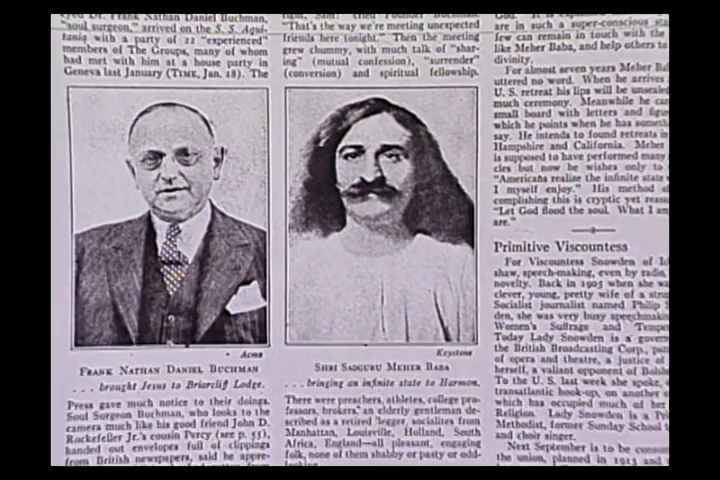 Dr. Frank Nathan Daniel Buchman,
"soul surgeon," arrived on the S. S. Aqui-
tania with a party of 22 "experienced"
members of The Groups, many of whom
had met with him at a house party in
Geneva last January (TIME, Jan. 18). The
"That's the way we're meeting unexpected
friends here tonight." Then the meeting
grew chummy, with much talk of "shar-
ing" (mutual confession), "surrender"
(conversion) and spiritual fellowship.
Acme
FRANK NATHAN DANIEL BUCHMAN
. . . brought Jesus to Briarcliff Lodge.
Keystone
SHRI SADGURU MEHER BABA
. . . bringing an infinite state to Harmon.
Press gave much notice to their doings.
Soul Surgeon Buchman, who looks to the
camera much like his good friend John D.
Rockefeller Jr.'s cousin Percy (see p. 55),
handed out envelopes full of clippings
from British newspapers, said he appre-
There were preachers, athletes, college pro-
fessors, brokers, an elderly gentleman de-
scribed as a retired hedger, socialites from
Manhattan, Louisville, Holland, South
Africa, England—all pleasant, engaging
folk, none of them shabby or pasty or odd-
looking.
God.
are in such a super-conscious
few can remain in touch with the
like Meher Baba, and help others to
divinity.
For almost seven years Meher
uttered no word. When he arrives
U. S. retreat his lips will be
much ceremony. Meanwhile he
small board with letters and
which he points when he has
say. He intends to found retreats in
Hampshire and California. Meher
is supposed to have performed many
cles but now he wishes only to
"Americans realize the infinite state
I myself enjoy." His method
complishing this is cryptic yet
"Let God flood the soul. What I am
are."
Primitive Viscountess
For Viscountess Snowden of
shaw, speech-making, even by radio,
novelty. Back in 1905 when she
clever, young, pretty wife of a
Socialist journalist named Philip
den, she was very busy
Women's Suffrage and
Today Lady Snowden is a
the British Broadcasting Corp.,
of opera and theatre, a justice of
herself, a valiant opponent of
To the U. S. last week she spoke,
transatlantic hook-up, on another
which has occupied much of her
Religion. Lady Snowden is a
Methodist, former Sunday School
and choir singer.
Next September is to be
the union, planned in 1913 and